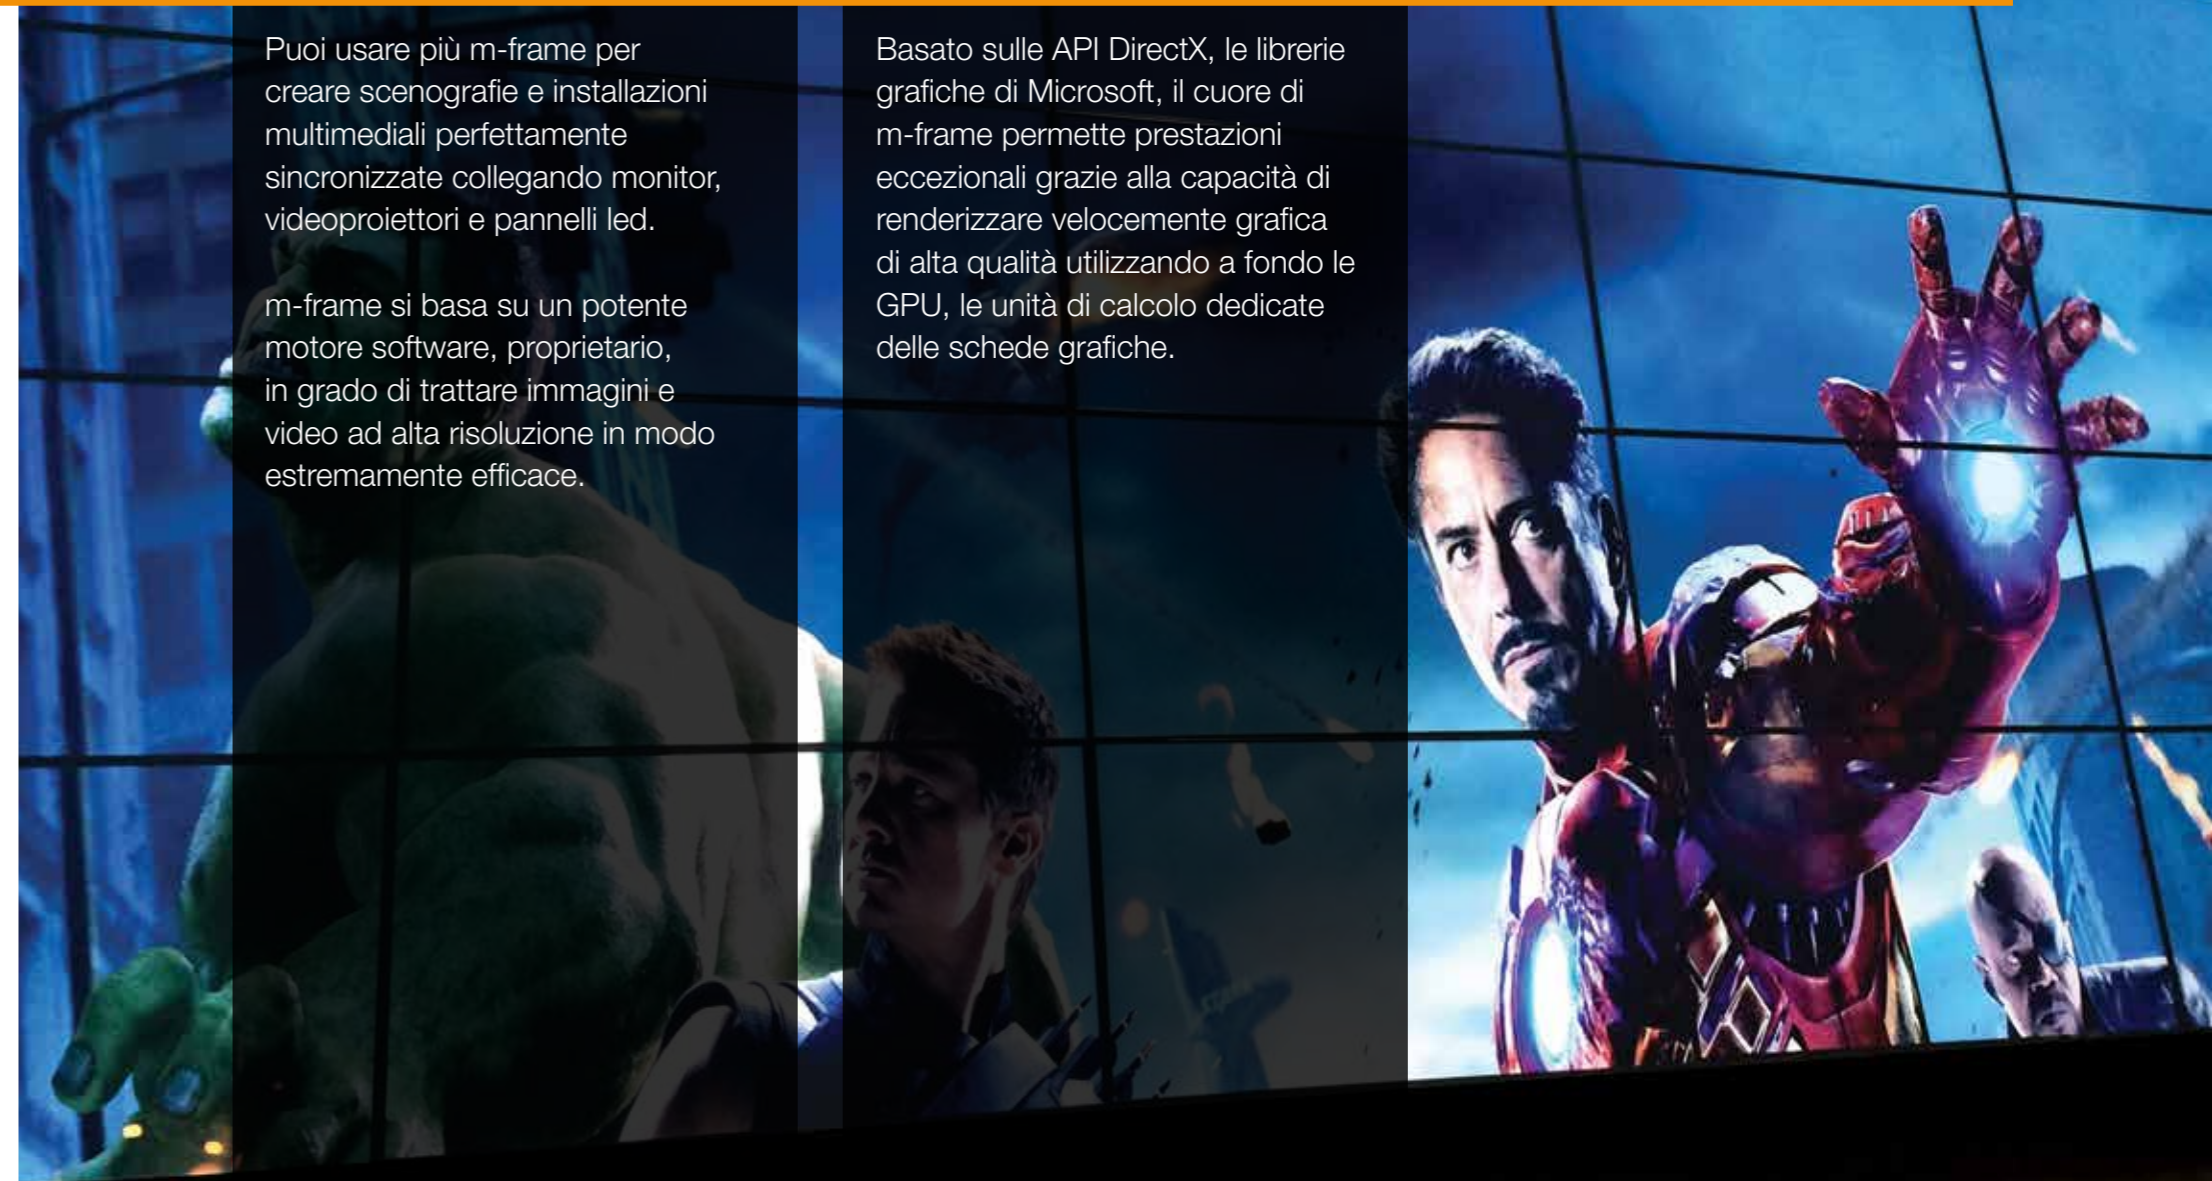 Puoi usare più m-frame per
creare scenografie e installazioni
multimediali perfettamente
sincronizzate collegando monitor,
videoproiettori e pannelli led.
m-frame si basa su un potente
motore software, proprietario,
in grado di trattare immagini e
video ad alta risoluzione in modo
estremamente efficace.
Basato sulle API DirectX, le librerie
grafiche di Microsoft, il cuore di
m-frame permette prestazioni
eccezionali grazie alla capacità di
renderizzare velocemente grafica
di alta qualità utilizzando a fondo le
GPU, le unità di calcolo dedicate
delle schede grafiche.